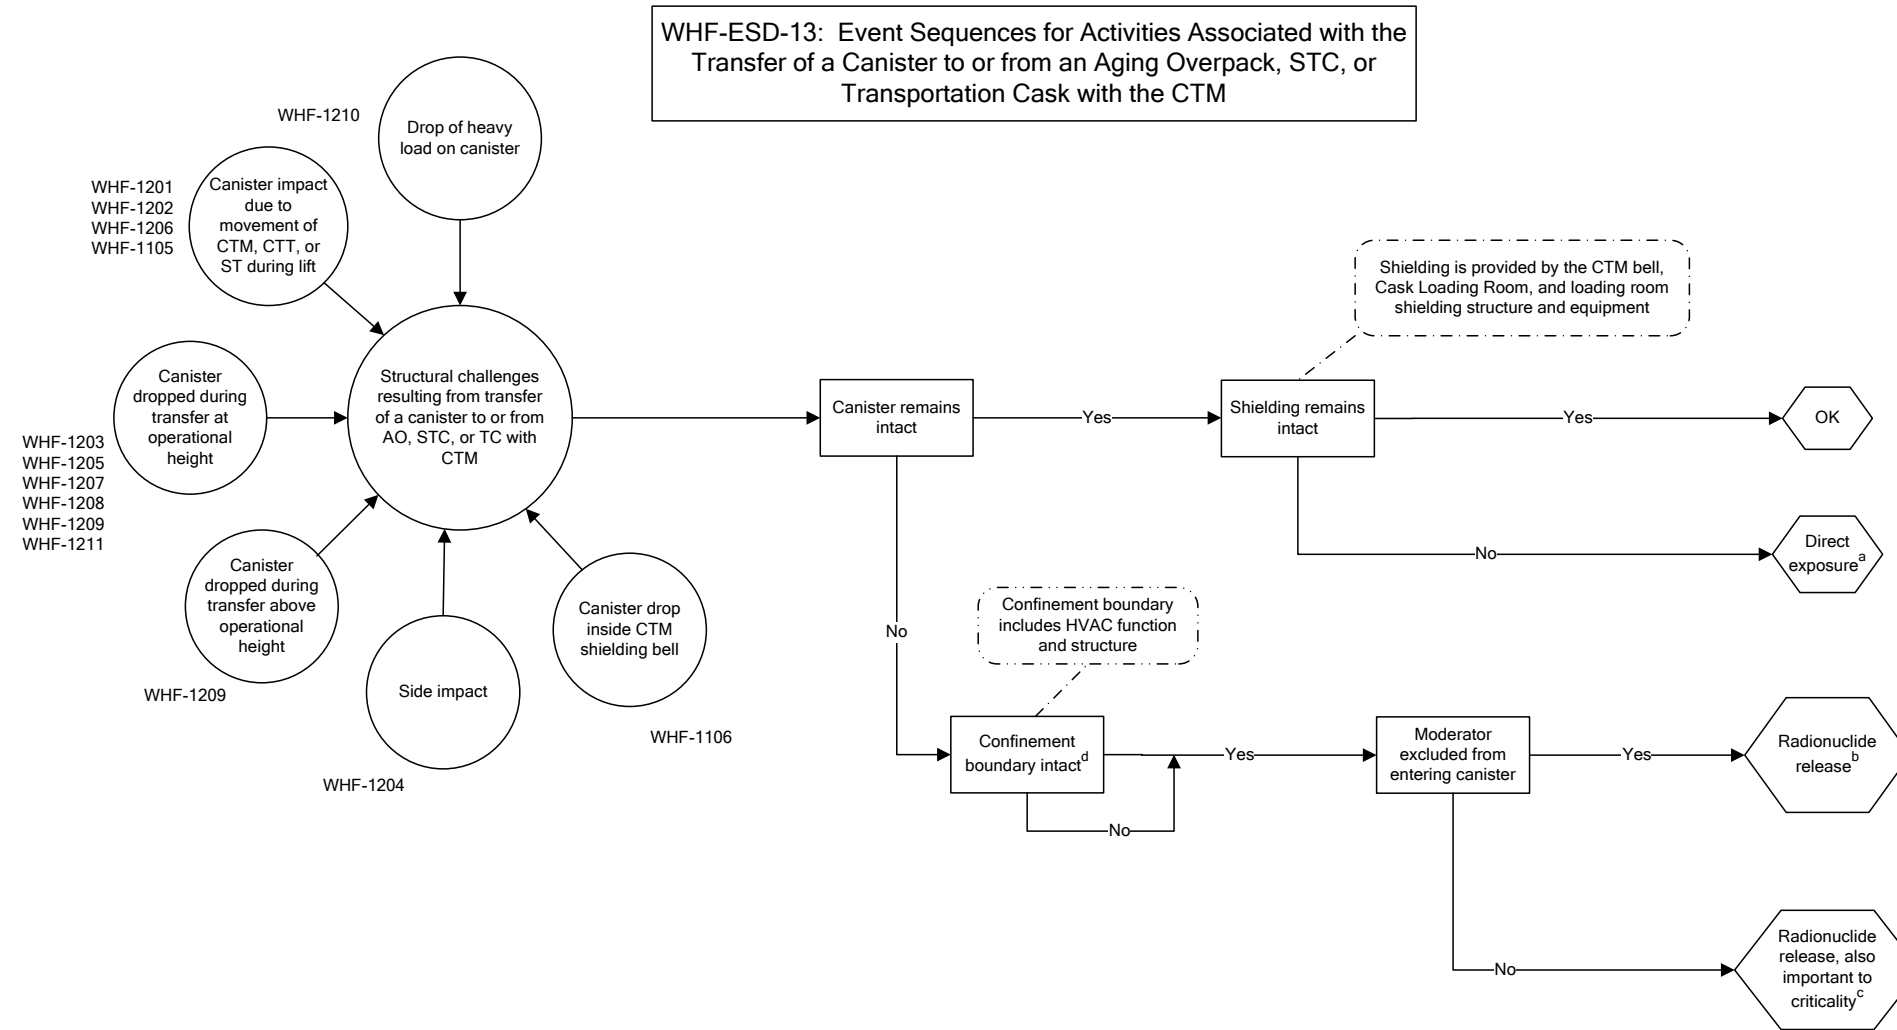 WHF-ESD-13:  Event Sequences for Activities Associated with the
Transfer of a Canister to or from an Aging Overpack, STC, or
Transportation Cask with the CTM
WHF-1210
Drop of heavy
load on canister
WHF-1201
WHF-1202
WHF-1206
WHF-1105
Canister impact
due to
movement of
CTM, CTT, or
ST during lift
Canister
dropped during
transfer at
operational
height
WHF-1203
WHF-1205
WHF-1207
WHF-1208
WHF-1209
WHF-1211
Structural challenges
resulting from transfer
of a canister to or from
AO, STC, or TC with
CTM
Canister
dropped during
transfer above
operational
height
WHF-1209
Side impact
WHF-1204
Canister drop
inside CTM
shielding bell
WHF-1106
Canister remains
intact
Yes
No
Shielding is provided by the CTM bell,
Cask Loading Room, and loading room
shielding structure and equipment
Shielding remains
intact
Yes
OK
No
Direct
exposure^a
Confinement boundary
includes HVAC function
and structure
Confinement
boundary intact^d
Yes
No
Moderator
excluded from
entering canister
Yes
Radionuclide
release^b
No
Radionuclide
release, also
important to
criticality^c